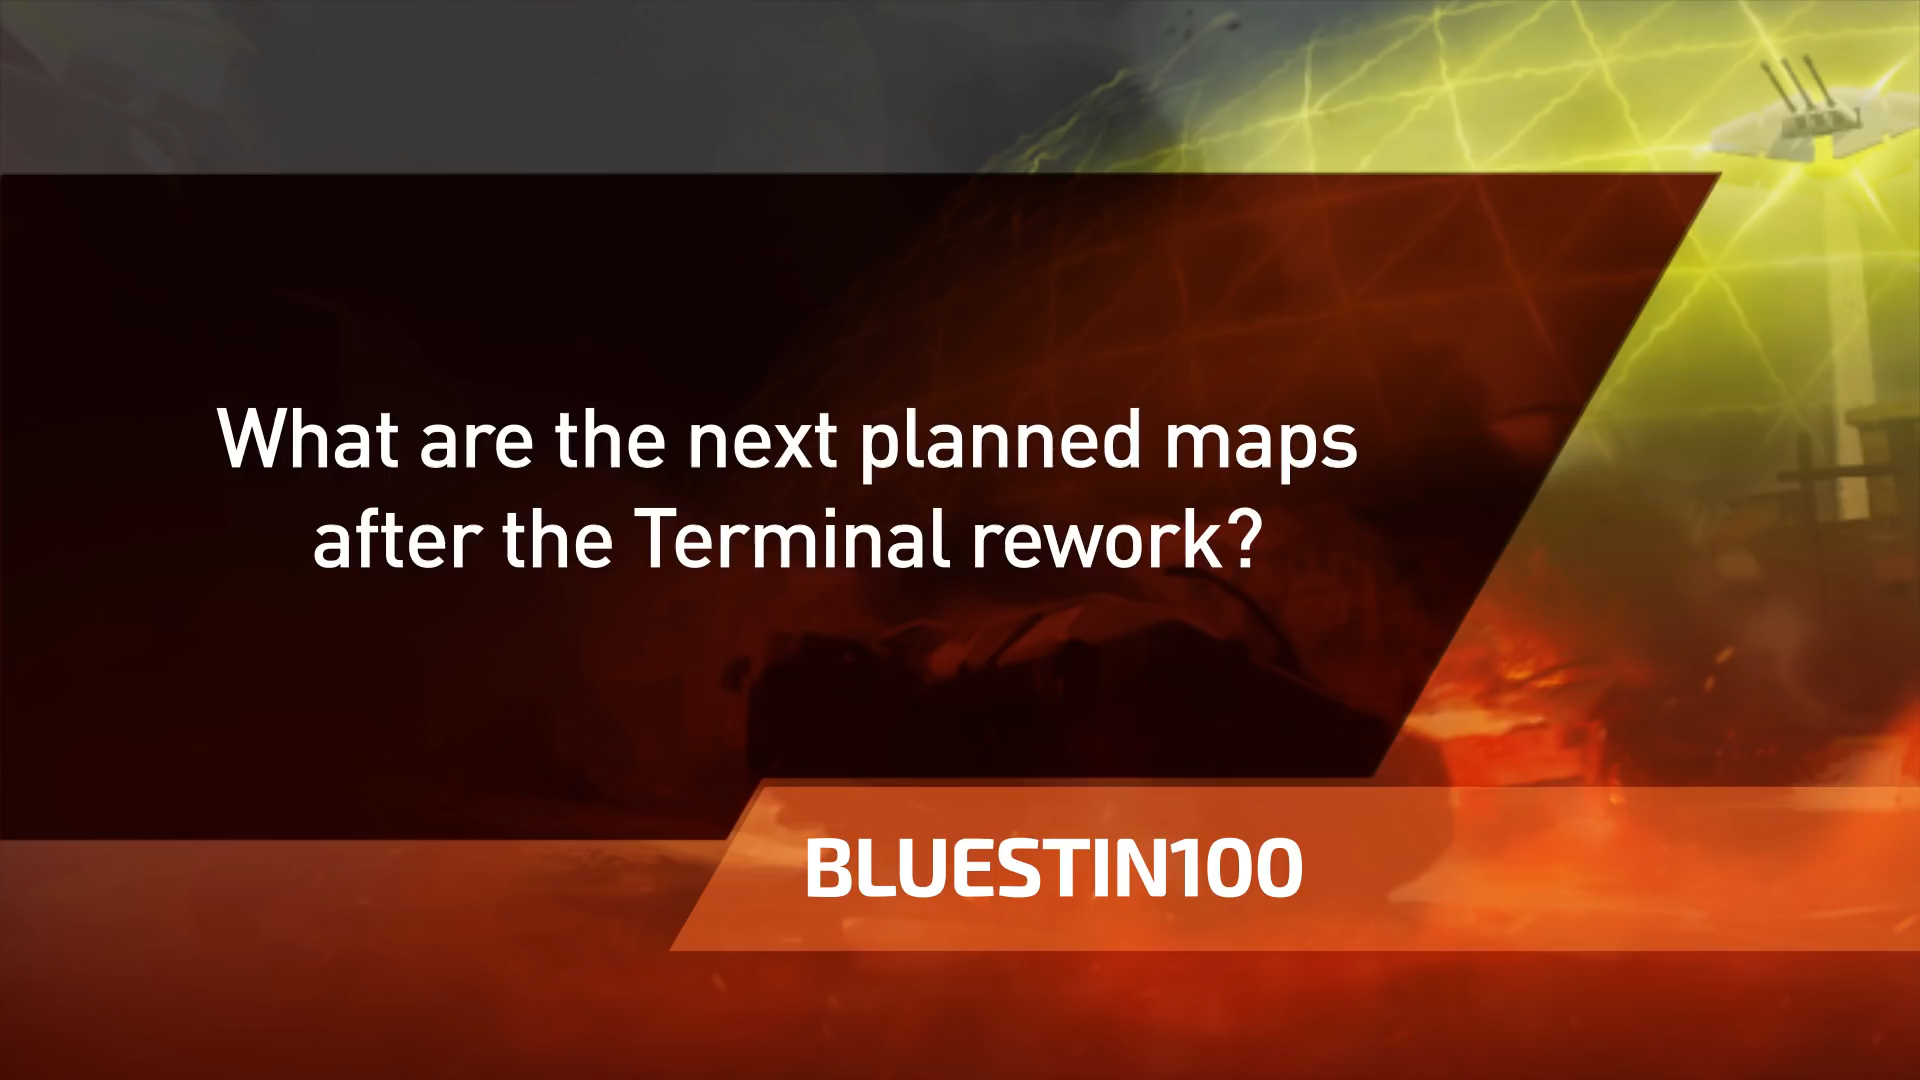 What are the next planned maps
after the Terminal rework?
BLUESTIN100